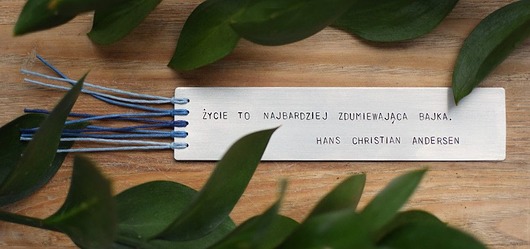 ŻYCIE TO NAJBARDZIEJ ZDUMIEWAJĄCA BAJKA.
HANS CHRISTIAN ANDERSEN